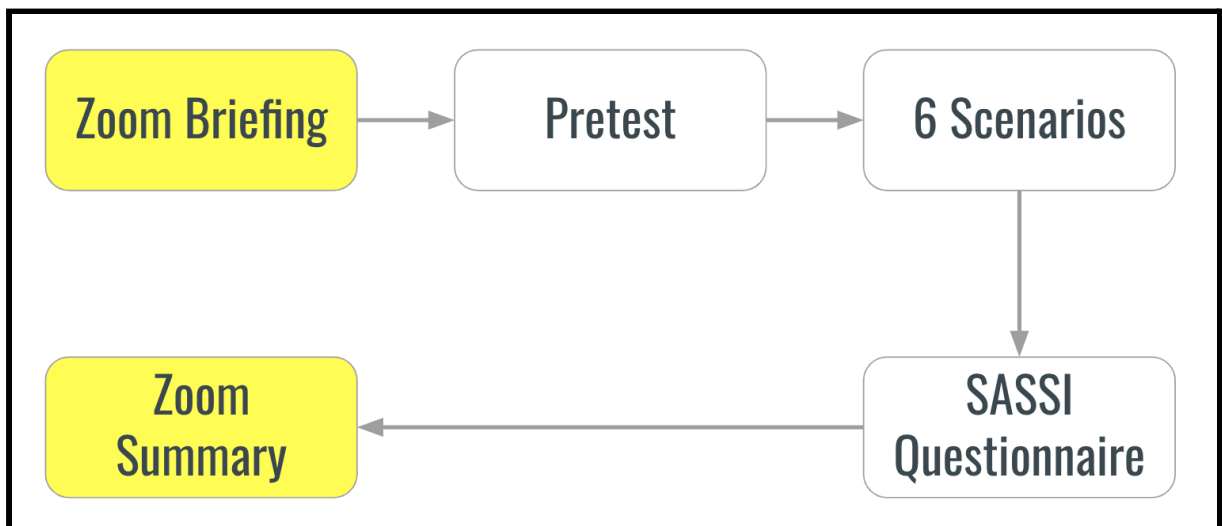 Zoom Briefing
Pretest
6 Scenarios
SASSI
Questionnaire
Zoom
Summary